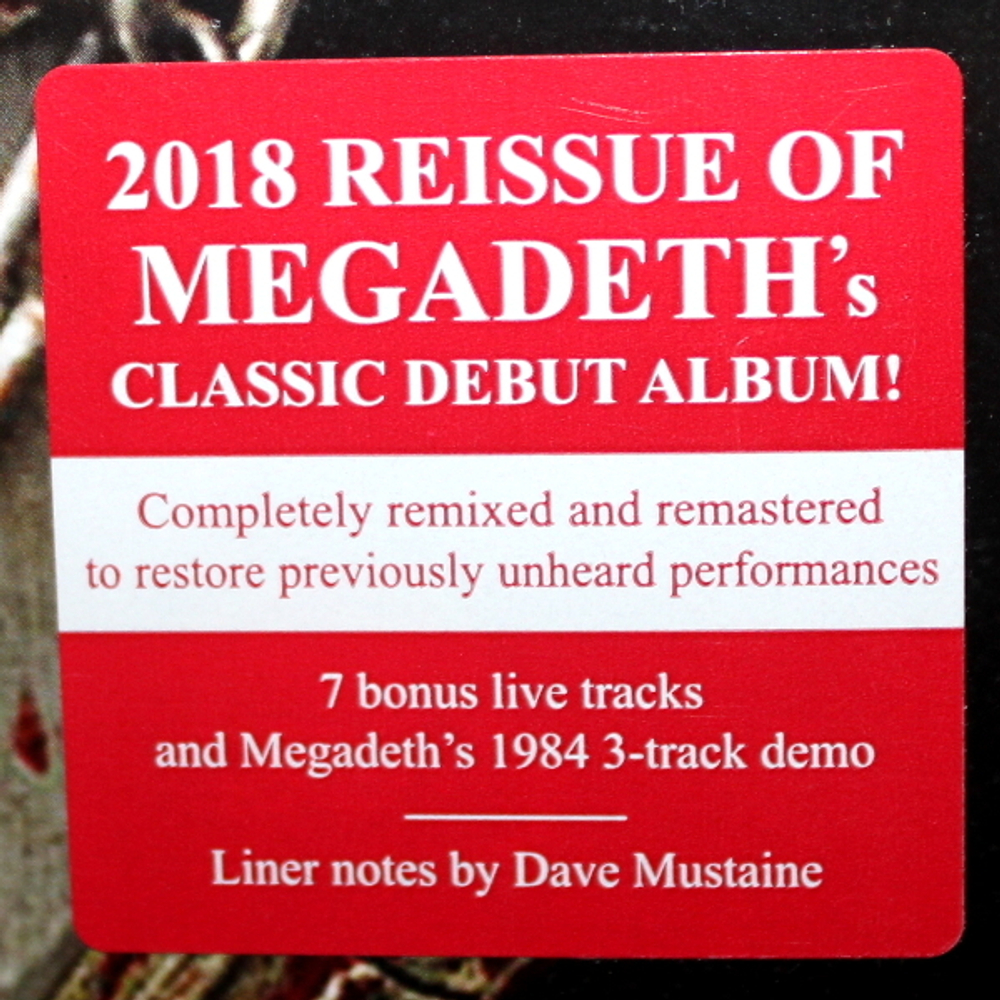 2018 REISSUE OF
MEGADETH’s
CLASSIC DEBUT ALBUM!
Completely remixed and remastered
to restore previously unheard performances
7 bonus live tracks
and Megadeth’s 1984 3-track demo
Liner notes by Dave Mustaine